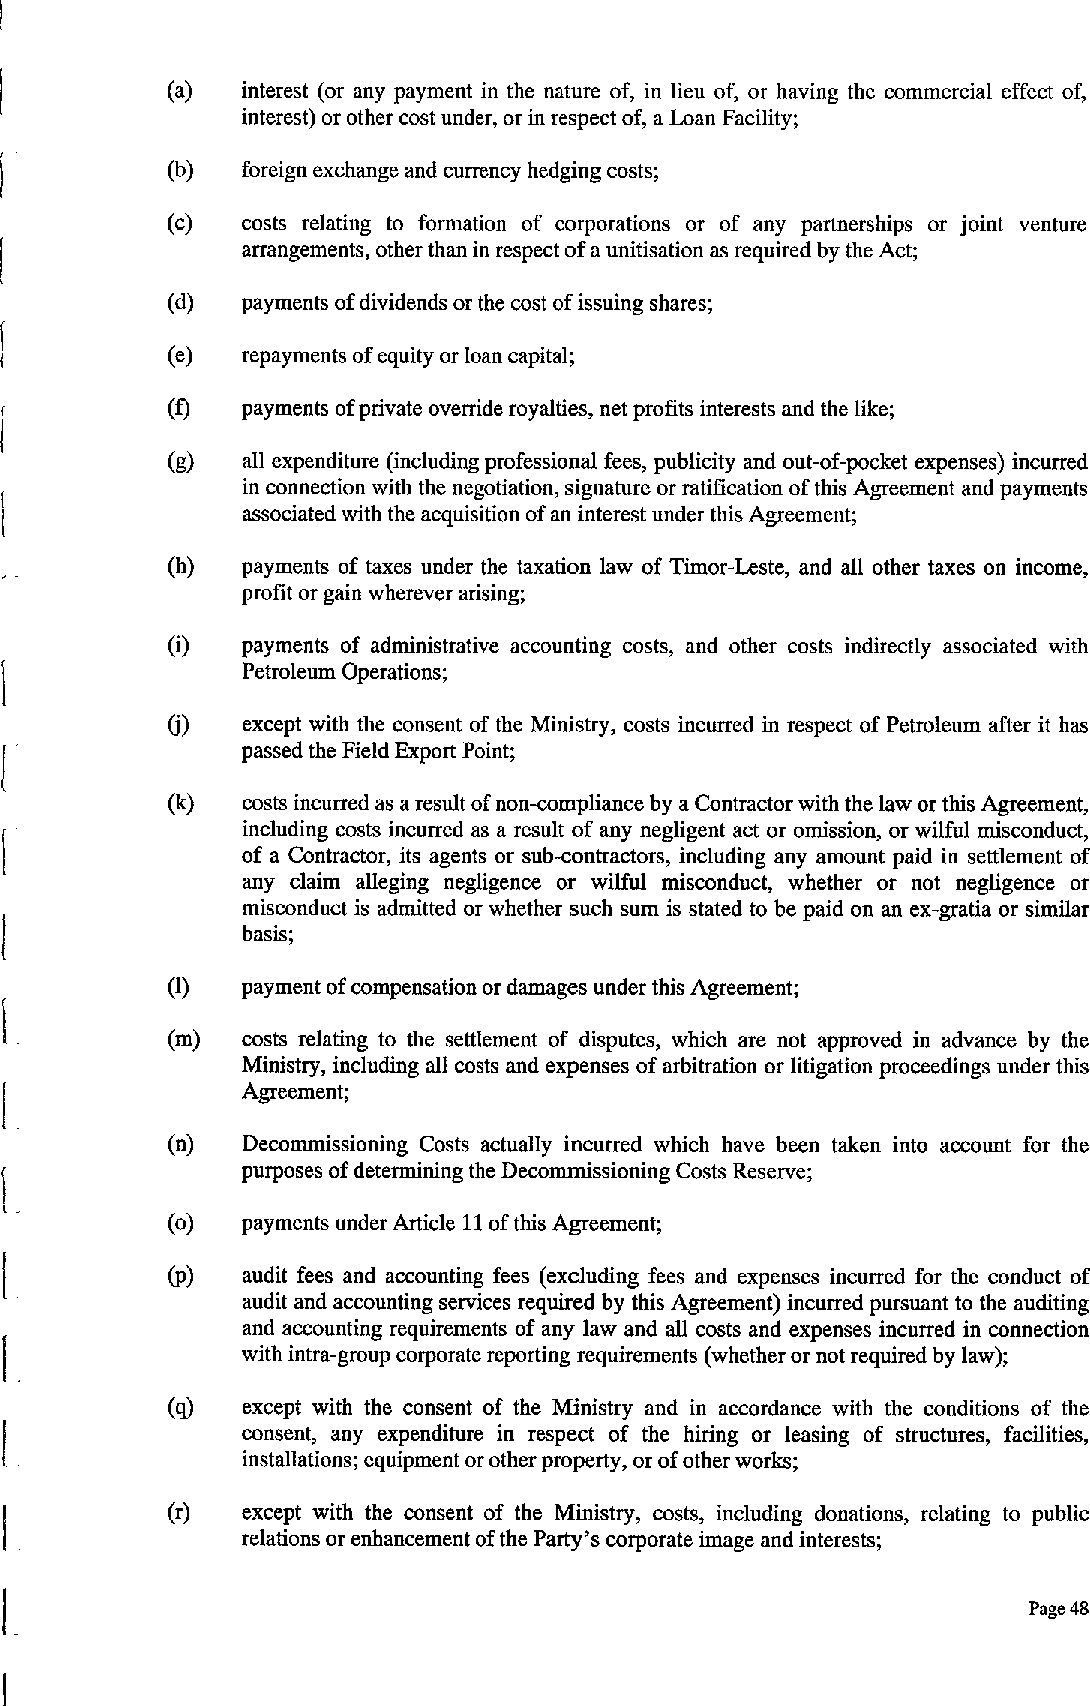 (a) interest (or any payment in the nature of, in lieu of, or having the commercial effect of,
interest) or other cost under, or in respect of, a Loan Facility;
(b) foreign exchange and currency hedging costs;
(c) costs relating to formation of corporations or of any partnerships or joint venture
arrangements, other than in respect of a unitisation as required by the Act;
(d) payments of dividends or the cost of issuing shares;
(e) repayments of equity or loan capital;
(f) payments of private override royalties, net profits interests and the like;
(g) all expenditure (including professional fees, publicity and out-of-pocket expenses) incurred
in connection with the negotiation, signature or ratification of this Agreement and payments
associated with the acquisition of an interest under this Agreement;
(h) payments of taxes under the taxation law of Timor-Leste, and all other taxes on income,
profit or gain wherever arising;
(i) payments of administrative accounting costs, and other costs indirectly associated with
Petroleum Operations;
(j) except with the consent of the Ministry, costs incurred in respect of Petroleum after it has
passed the Field Export Point;
(k) costs incurred as a result of non-compliance by a Contractor with the law or this Agreement,
including costs incurred as a result of any negligent act or omission, or wilful misconduct,
of a Contractor, its agents or sub-contractors, including any amount paid in settlement of
any claim alleging negligence or wilful misconduct, whether or not negligence or
misconduct is admitted or whether such sum is stated to be paid on an ex-gratia or similar
basis;
(l) payment of compensation or damages under this Agreement;
(m) costs relating to the settlement of disputes, which are not approved in advance by the
Ministry, including all costs and expenses of arbitration or litigation proceedings under this
Agreement;
(n) Decommissioning Costs actually incurred which have been taken into account for the
purposes of determining the Decommissioning Costs Reserve;
(o) payments under Article 11 of this Agreement;
(p) audit fees and accounting fees (excluding fees and expenses incurred for the conduct of
audit and accounting services required by this Agreement) incurred pursuant to the auditing
and accounting requirements of any law and all costs and expenses incurred in connection
with intra-group corporate reporting requirements (whether or not required by law);
(q) except with the consent of the Ministry and in accordance with the conditions of the
consent, any expenditure in respect of the hiring or leasing of structures, facilities,
installations; equipment or other property, or of other works;
(r) except with the consent of the Ministry, costs, including donations, relating to public
relations or enhancement of the Party's corporate image and interests;
Page 48